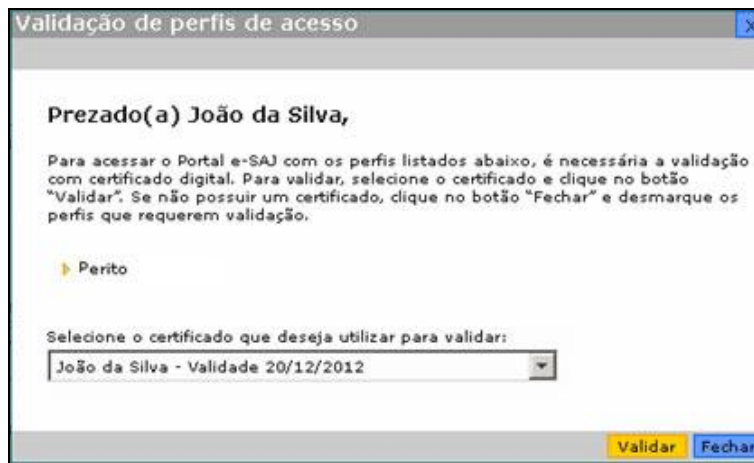 Validação de perfis de acesso
X
Prezado(a) João da Silva,
Para acessar o Portal e-SAJ com os perfis listados abaixo, é necessária a validação
com certificado digital. Para validar, selecione o certificado e clique no botão
"Validar". Se não possuir um certificado, clique no botão "Fechar" e desmarque os
perfis que requerem validação.
Perito
Selecione o certificado que deseja utilizar para validar:
João da Silva - Validade 20/12/2012
Validar Fechar